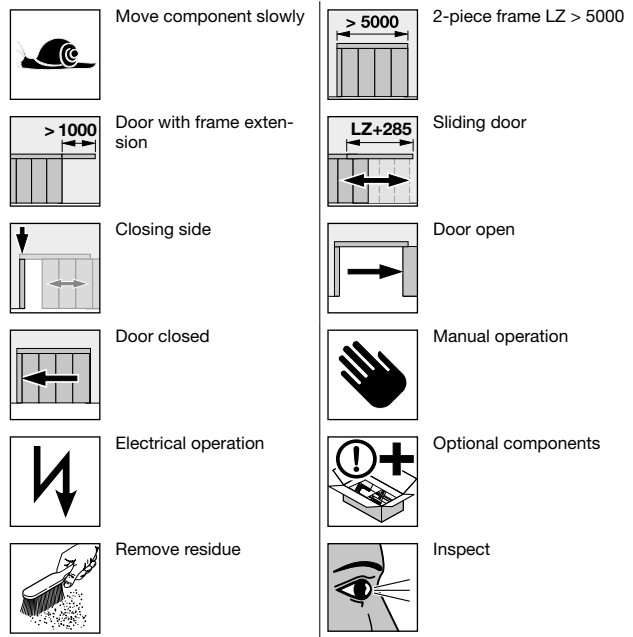 Move component slowly
> 5000
2-piece frame LZ > 5000
> 1000
Door with frame exten-
sion
LZ+285
Sliding door
Closing side
Door open
Door closed
Manual operation
Electrical operation
Optional components
Remove residue
Inspect